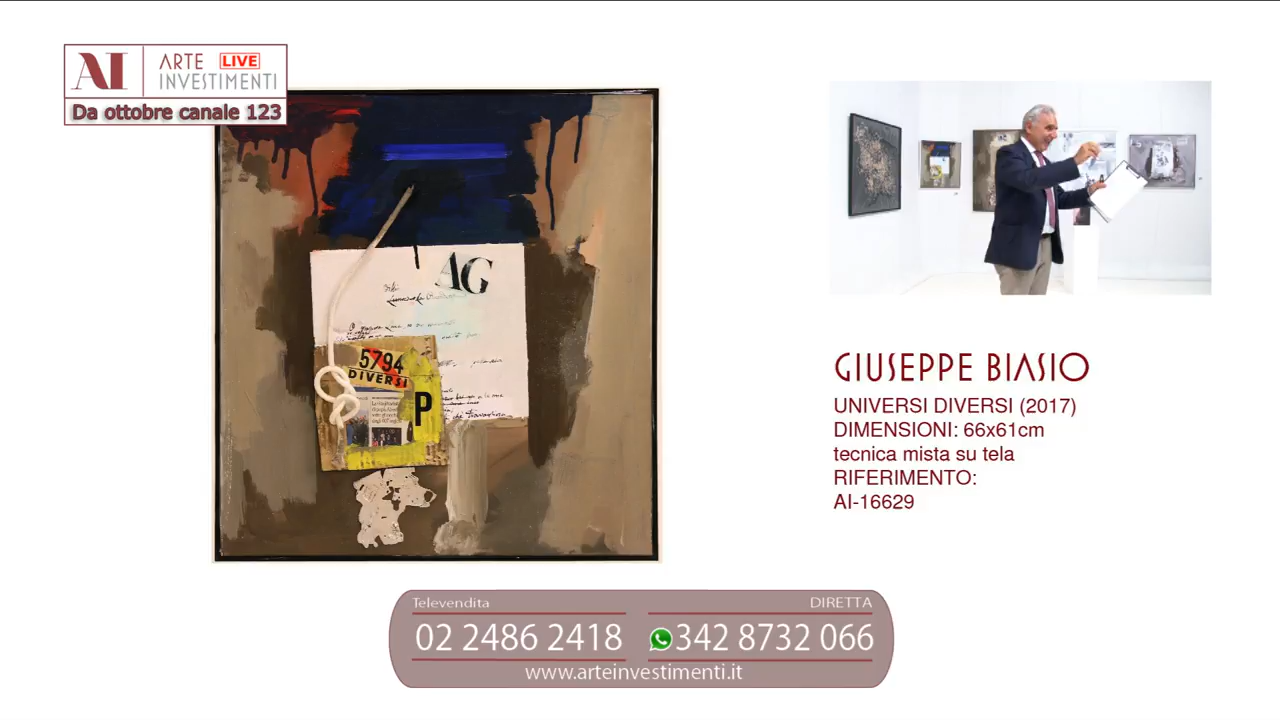 AI
ARTE LIVE
INVESTIMENTI
Da ottobre canale 123
AG
5794
DIVERSI
P
GIUSEPPE BIASIO
UNIVERSI DIVERSI (2017)
DIMENSIONI: 66x61cm
tecnica mista su tela
RIFERIMENTO:
AI-16629
Televendita
DIRETTA
02 2486 2418
342 8732 066
www.arteinvestimenti.it